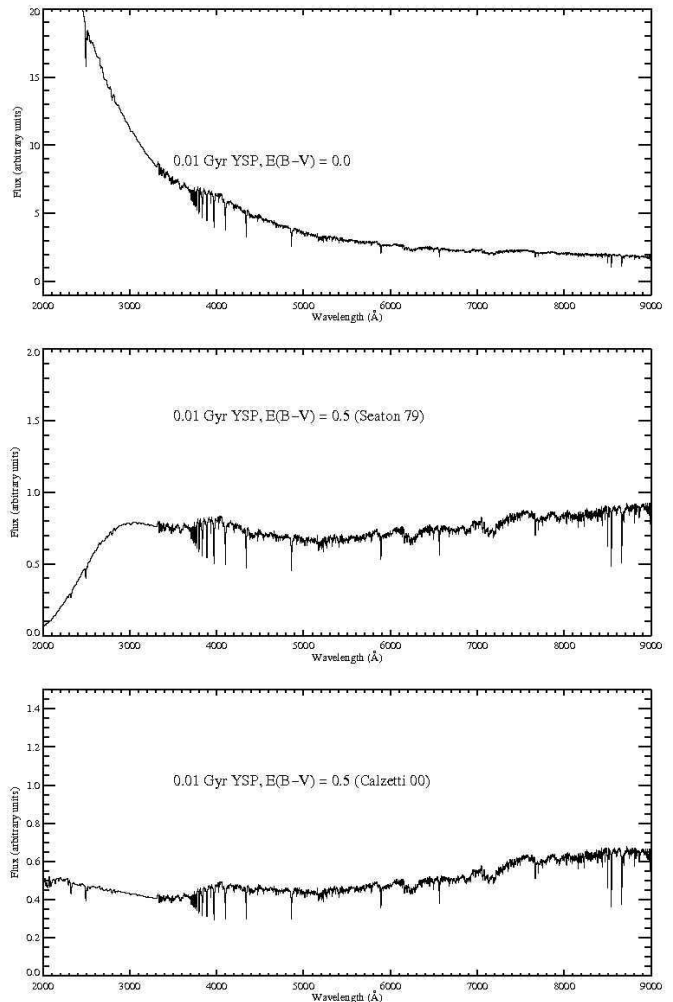 20
15
10
5
0
Flux (arbitrary units)
0.01 Gyr YSP, E(B−V) = 0.0
2000 3000 4000 5000 6000 7000 8000 9000
Wavelength (Å)
2.0
1.5
1.0
0.5
0.0
Flux (arbitrary units)
0.01 Gyr YSP, E(B−V) = 0.5 (Seaton 79)
2000 3000 4000 5000 6000 7000 8000 9000
Wavelength (Å)
1.4
1.2
1.0
0.8
0.6
0.4
0.2
0.0
Flux (arbitrary units)
0.01 Gyr YSP, E(B−V) = 0.5 (Calzetti 00)
2000 3000 4000 5000 6000 7000 8000 9000
Wavelength (Å)